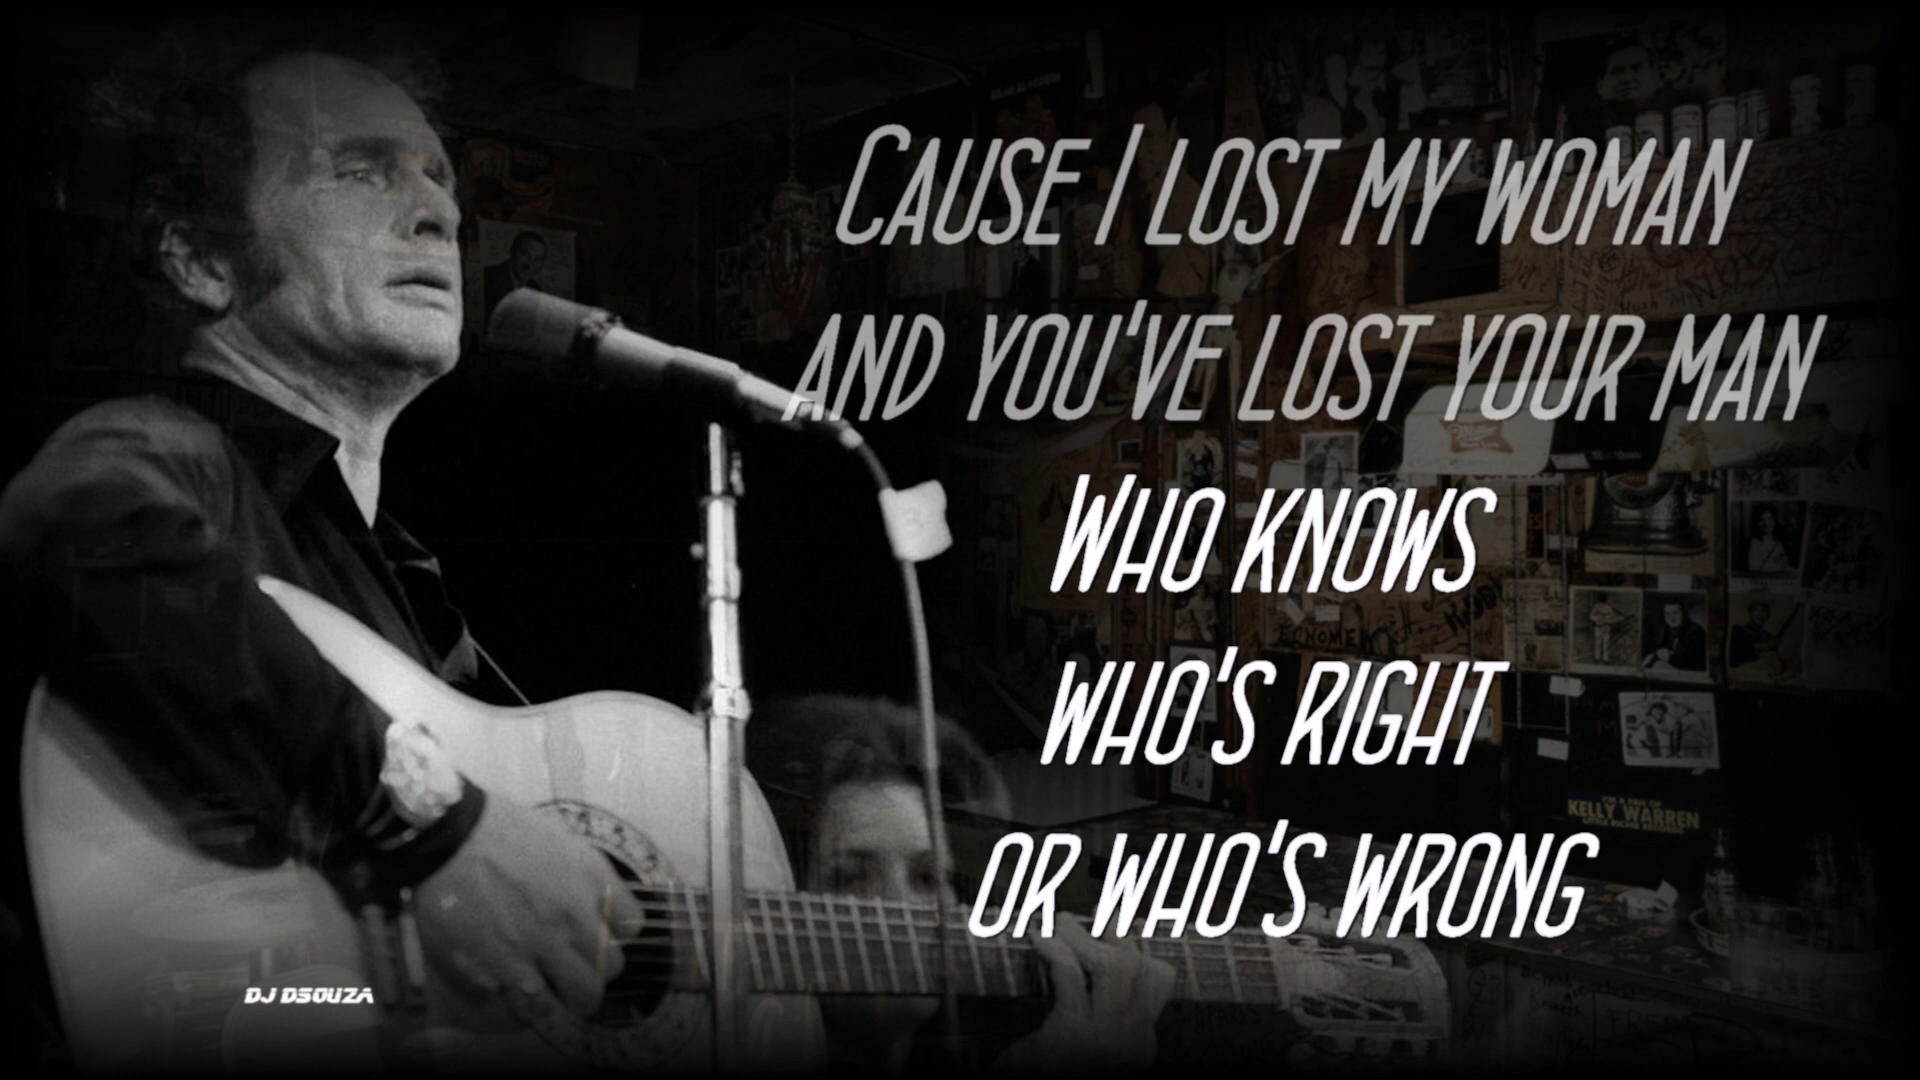 Cause I lost my woman
and you've lost your man
Who knows
who's right
or who's wrong
KELLY WARREN
DJ DSOUZA